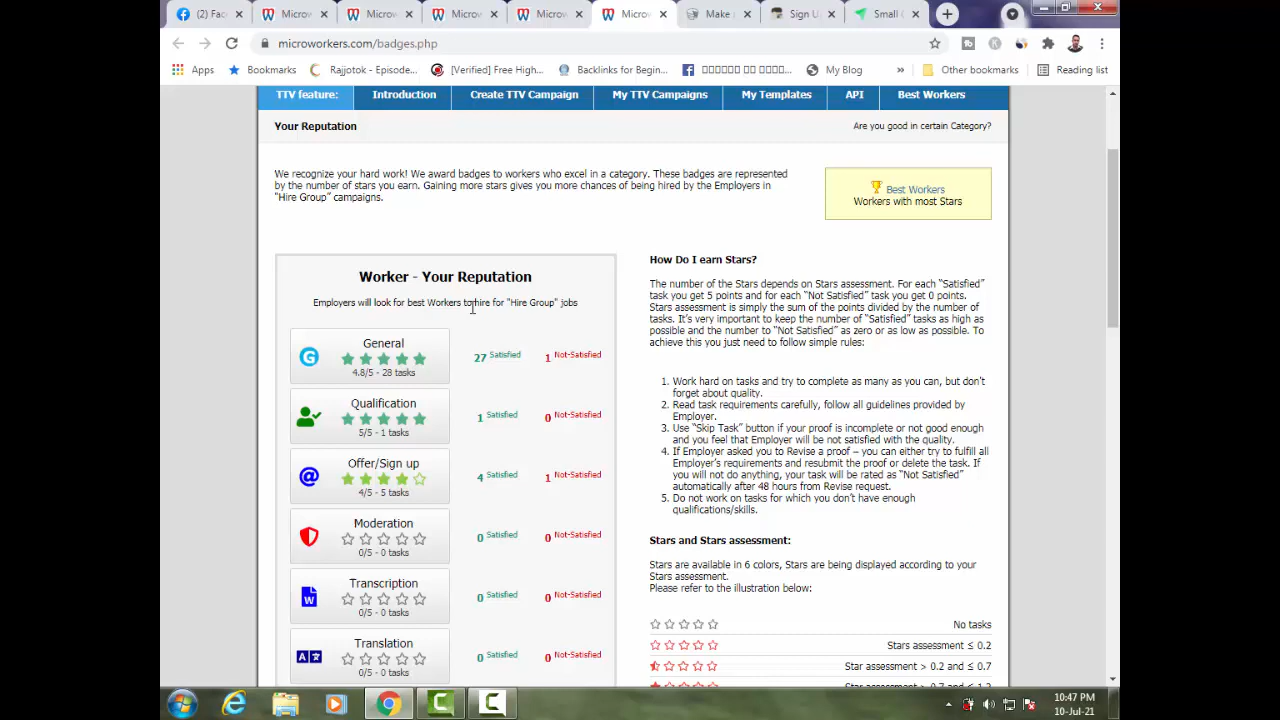 (2) Fac
Microw
Microw
Microw
Microw
Microw
Make
Sign U
Small
microworkers.com/badges.php
Apps
Bookmarks
Rajjotok - Episode...
[Verified] Free High...
Backlinks for Begin...
My Blog
»
Other bookmarks
Reading list
TTV feature:
Introduction
Create TTV Campaign
My TTV Campaigns
My Templates
API
Best Workers
Your Reputation
Are you good in certain Category?
We recognize your hard work! We award badges to workers who excel in a category. These badges are represented
by the number of stars you earn. Gaining more stars gives you more chances of being hired by the Employers in
"Hire Group" campaigns.
Best Workers
Workers with most Stars
Worker - Your Reputation
Employers will look for best Workers to hire for "Hire Group" jobs
General
4.8/5 - 28 tasks
27 Satisfied
1 Not-Satisfied
Qualification
5/5 - 1 tasks
1 Satisfied
0 Not-Satisfied
Offer/Sign up
4/5 - 5 tasks
4 Satisfied
1 Not-Satisfied
Moderation
0/5 - 0 tasks
0 Satisfied
0 Not-Satisfied
Transcription
0/5 - 0 tasks
0 Satisfied
0 Not-Satisfied
Translation
0/5 - 0 tasks
0 Satisfied
0 Not-Satisfied
How Do I earn Stars?
The number of the Stars depends on Stars assessment. For each "Satisfied"
task you get 5 points and for each "Not Satisfied" task you get 0 points.
Stars assessment is simply the sum of the points divided by the number of
tasks. It's very important to keep the number of "Satisfied" tasks as high as
possible and the number to "Not Satisfied" as zero or as low as possible. To
achieve this you just need to follow simple rules:
1. Work hard on tasks and try to complete as many as you can, but don't
forget about quality.
2. Read task requirements carefully, follow all guidelines provided by
Employer.
3. Use "Skip Task" button if your proof is incomplete or not good enough
and you feel that Employer will be not satisfied with the quality.
4. If Employer asked you to Revise a proof – you can either try to fulfill all
Employer's requirements and resubmit the proof or delete the task. If
you will not do anything, your task will be rated as "Not Satisfied"
automatically after 48 hours from Revise request.
5. Do not work on tasks for which you don't have enough
qualifications/skills.
Stars and Stars assessment:
Stars are available in 6 colors, Stars are being displayed according to your
Stars assessment.
Please refer to the illustration below:
No tasks
Stars assessment ≤ 0.2
Star assessment > 0.2 and ≤ 0.7
10:47 PM
10-Jul-21